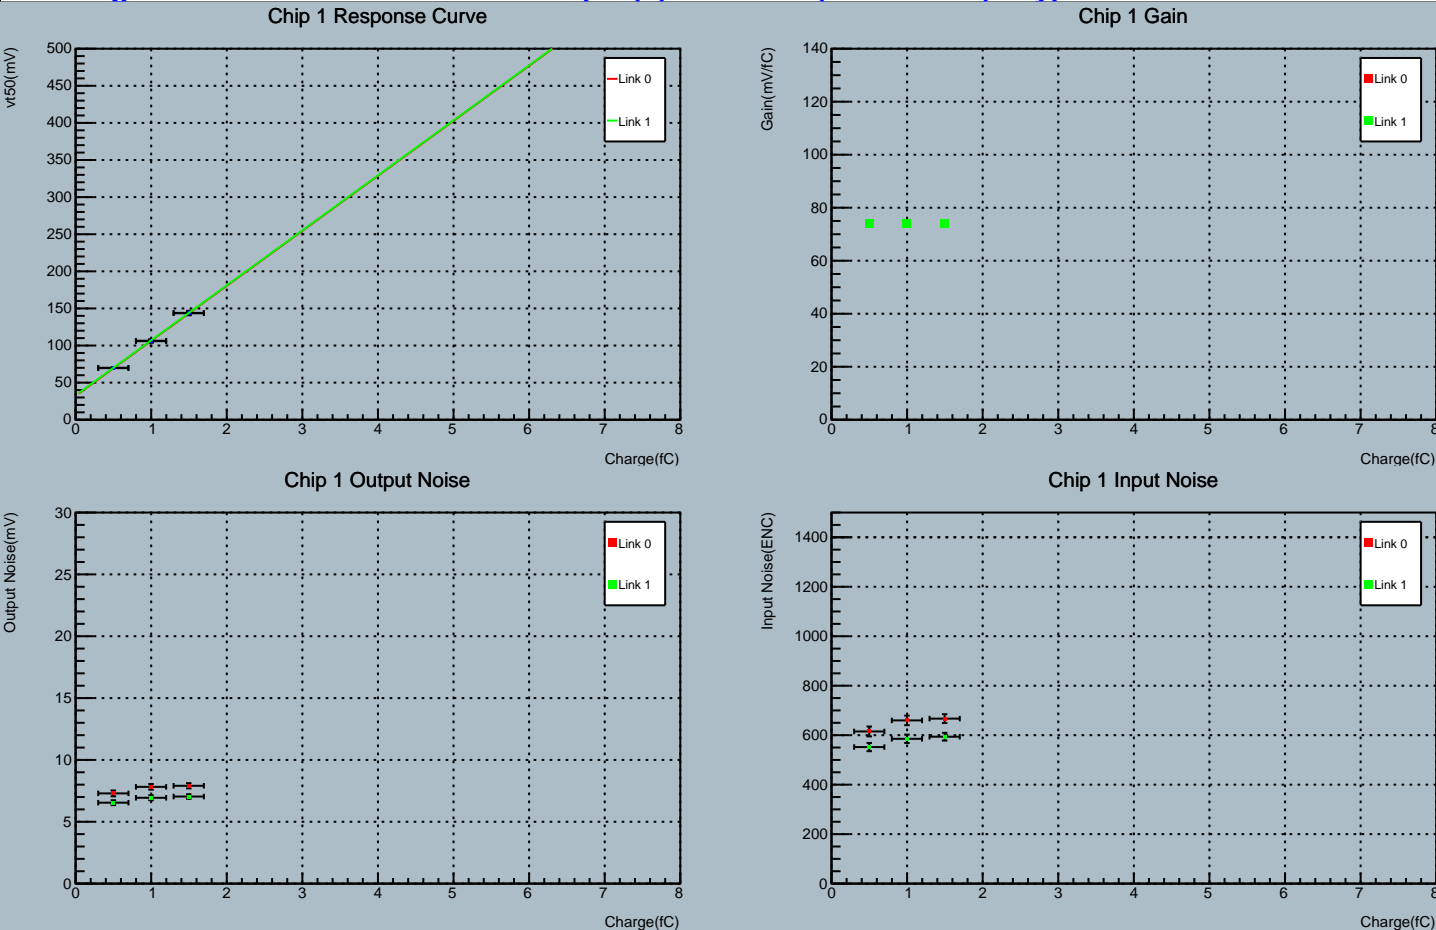 Chip 1 Response Curve
vt50(mV)
500
450
400
350
300
250
200
150
100
50
0
0 1 2 3 4 5 6 7 8
Charge(fC)
Link 0
Link 1
Chip 1 Gain
Gain(mV/fC)
140
120
100
80
60
40
20
0
0 1 2 3 4 5 6 7 8
Charge(fC)
Link 0
Link 1
Chip 1 Output Noise
Output Noise(mV)
30
25
20
15
10
5
0
0 1 2 3 4 5 6 7 8
Charge(fC)
Link 0
Link 1
Chip 1 Input Noise
Input Noise(ENC)
1400
1200
1000
800
600
400
200
0
0 1 2 3 4 5 6 7 8
Charge(fC)
Link 0
Link 1